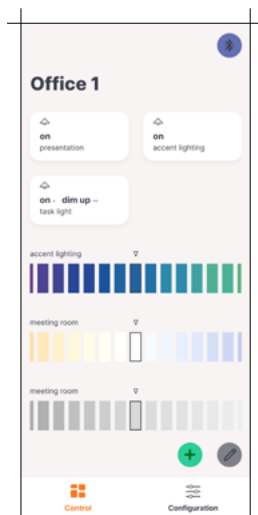 Office 1
on
presentation
on
accent lighting
on - dim up --
task light
accent lighting
meeting room
meeting room
Control
Configuration